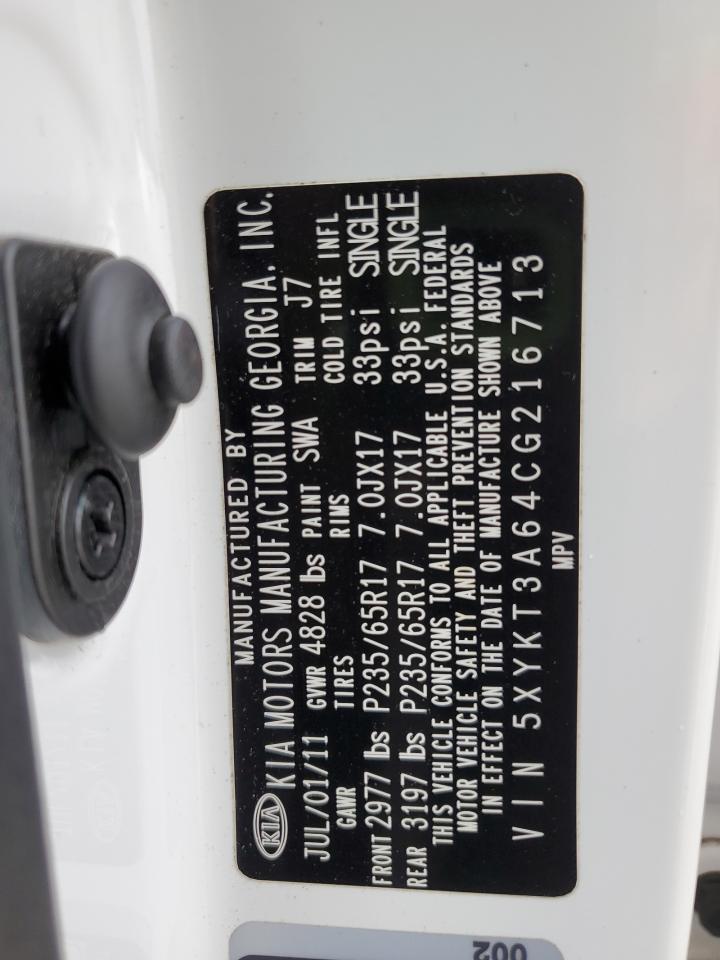 MANUFACTURED BY
KIA KIA MOTORS MANUFACTURING GEORGIA, INC.
JUL/01/11 GVWR 4828 lbs PAINT SWA TRIM J7
GAWR TIRES RIMS COLD TIRE INFL
FRONT 2977 lbs P235/65R17 7.0JX17 33psi SINGLE
REAR 3197 lbs P235/65R17 7.0JX17 33psi SINGLE
THIS VEHICLE CONFORMS TO ALL APPLICABLE U.S.A. FEDERAL
MOTOR VEHICLE SAFETY AND THEFT PREVENTION STANDARDS
IN EFFECT ON THE DATE OF MANUFACTURE SHOWN ABOVE
VIN 5XYKT3A64CG216713
MPV
002